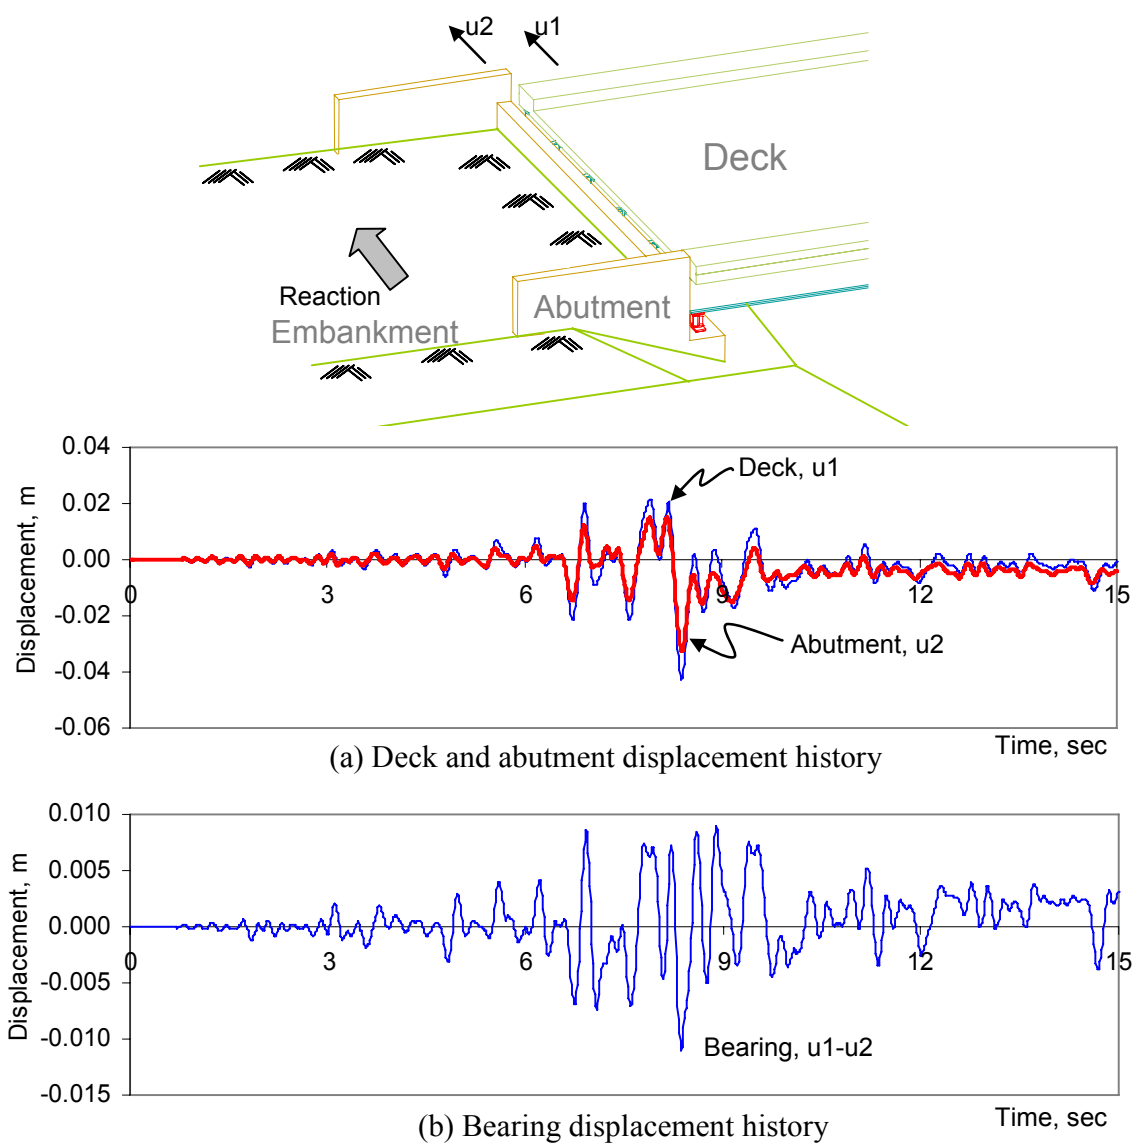 u2
u1
Deck
Reaction
Abutment
Embankment
0.04
0.02
0.00
-0.02
-0.04
-0.06
Displacement, m
0
3
6
9
12
15
Deck, u1
Abutment, u2
Time, sec
(a) Deck and abutment displacement history
0.010
0.005
0.000
-0.005
-0.010
-0.015
Displacement, m
0
3
6
9
12
15
Bearing, u1-u2
Time, sec
(b) Bearing displacement history